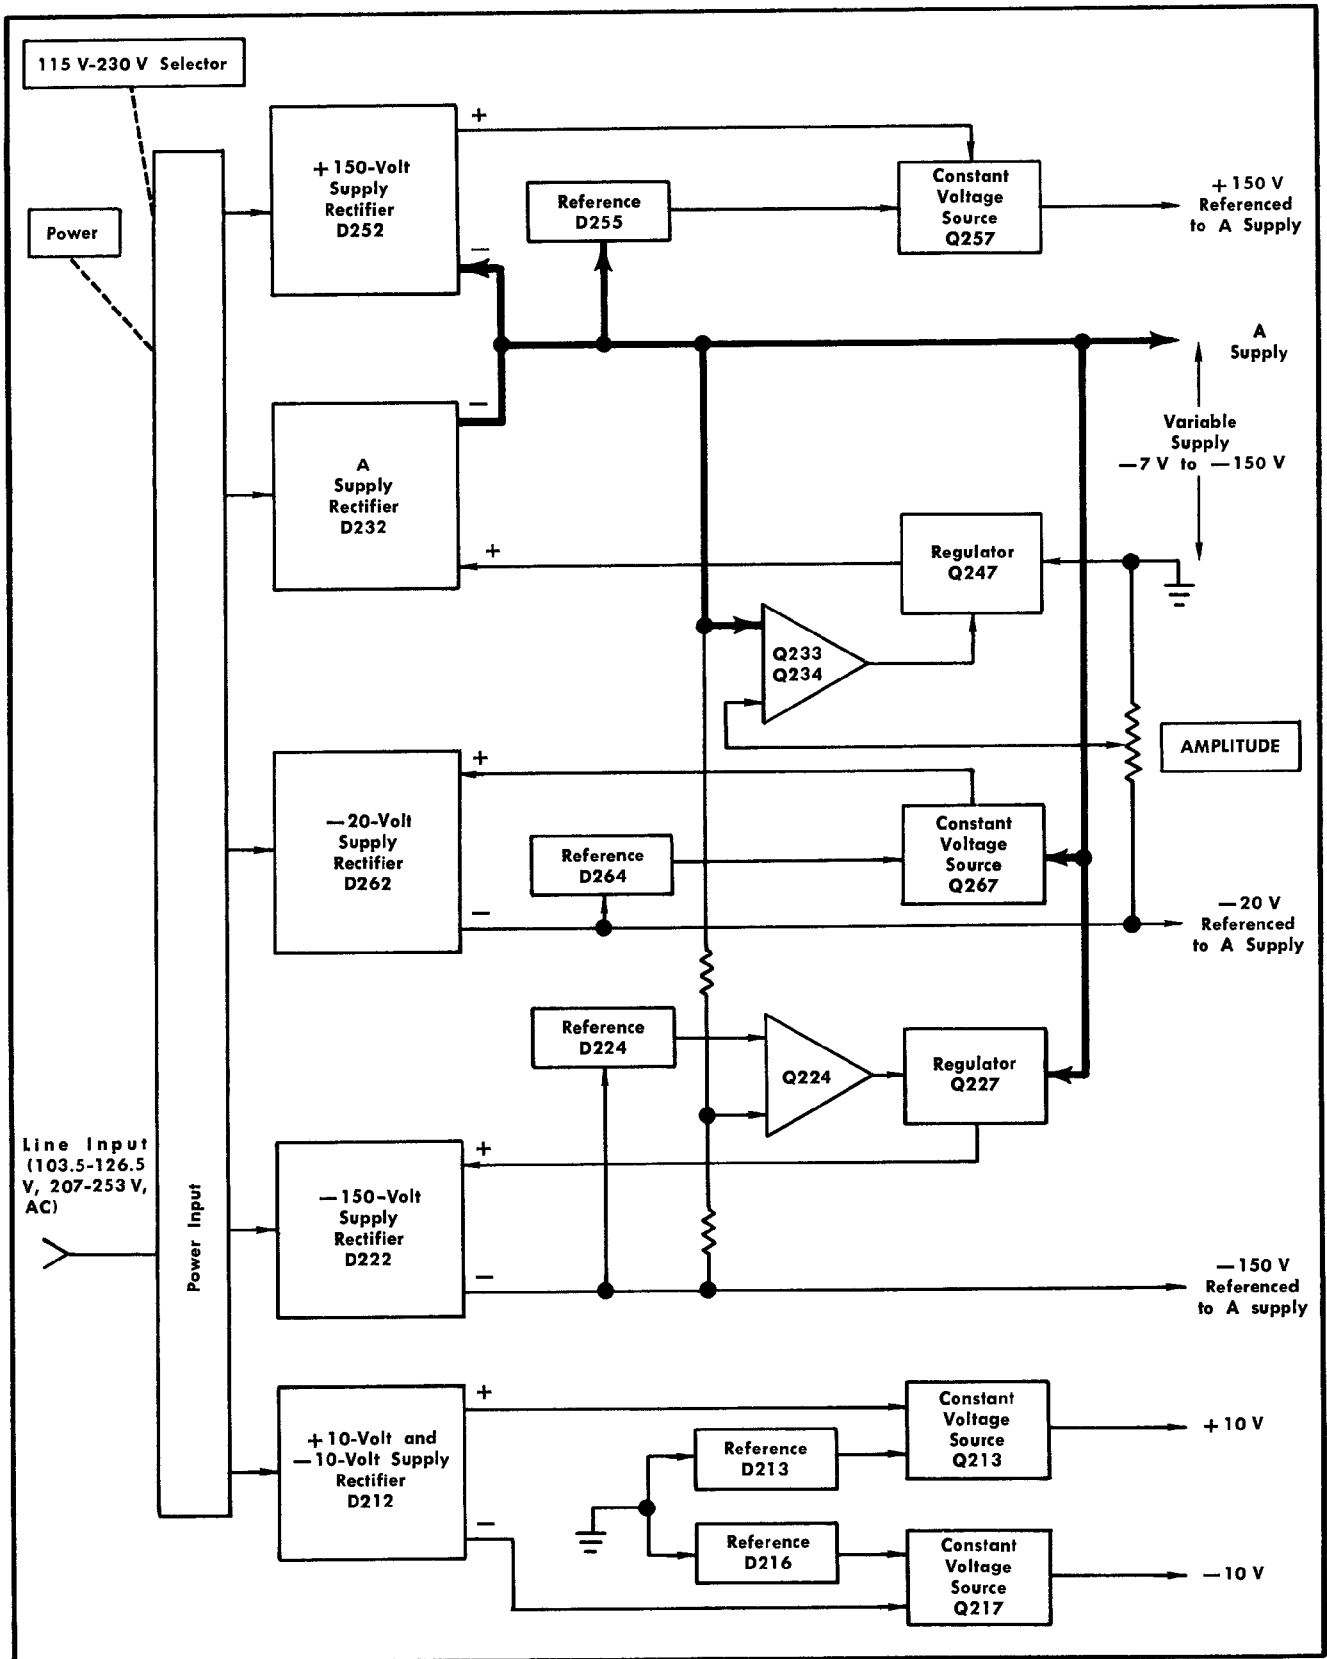 115 V-230 V Selector
Power
+150-Volt
Supply
Rectifier
D252
+
—
Reference
D255
Constant
Voltage
Source
Q257
+150 V
Referenced
to A Supply
A
Supply
Variable
Supply
—7 V to —150 V
A
Supply
Rectifier
D232
—
+
Regulator
Q247
Q233
Q234
AMPLITUDE
—20-Volt
Supply
Rectifier
D262
+
—
Reference
D264
Constant
Voltage
Source
Q267
—20 V
Referenced
to A Supply
Reference
D224
Q224
Regulator
Q227
Line Input
(103.5-126.5
V, 207-253 V,
AC)
Power Input
—150-Volt
Supply
Rectifier
D222
+
—
—150 V
Referenced
to A supply
+10-Volt and
—10-Volt Supply
Rectifier
D212
+
—
Reference
D213
Constant
Voltage
Source
Q213
+10 V
Reference
D216
Constant
Voltage
Source
Q217
—10 V